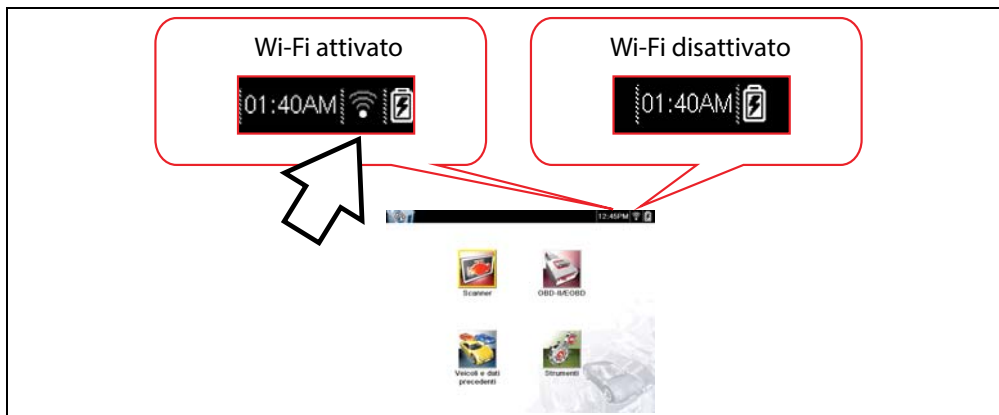 Wi-Fi attivato
Wi-Fi disattivato
01:40AM
01:40AM
12:45PM
Scanner
OBD-II/EOBD
Veicoli e dati
precedenti
Strumenti